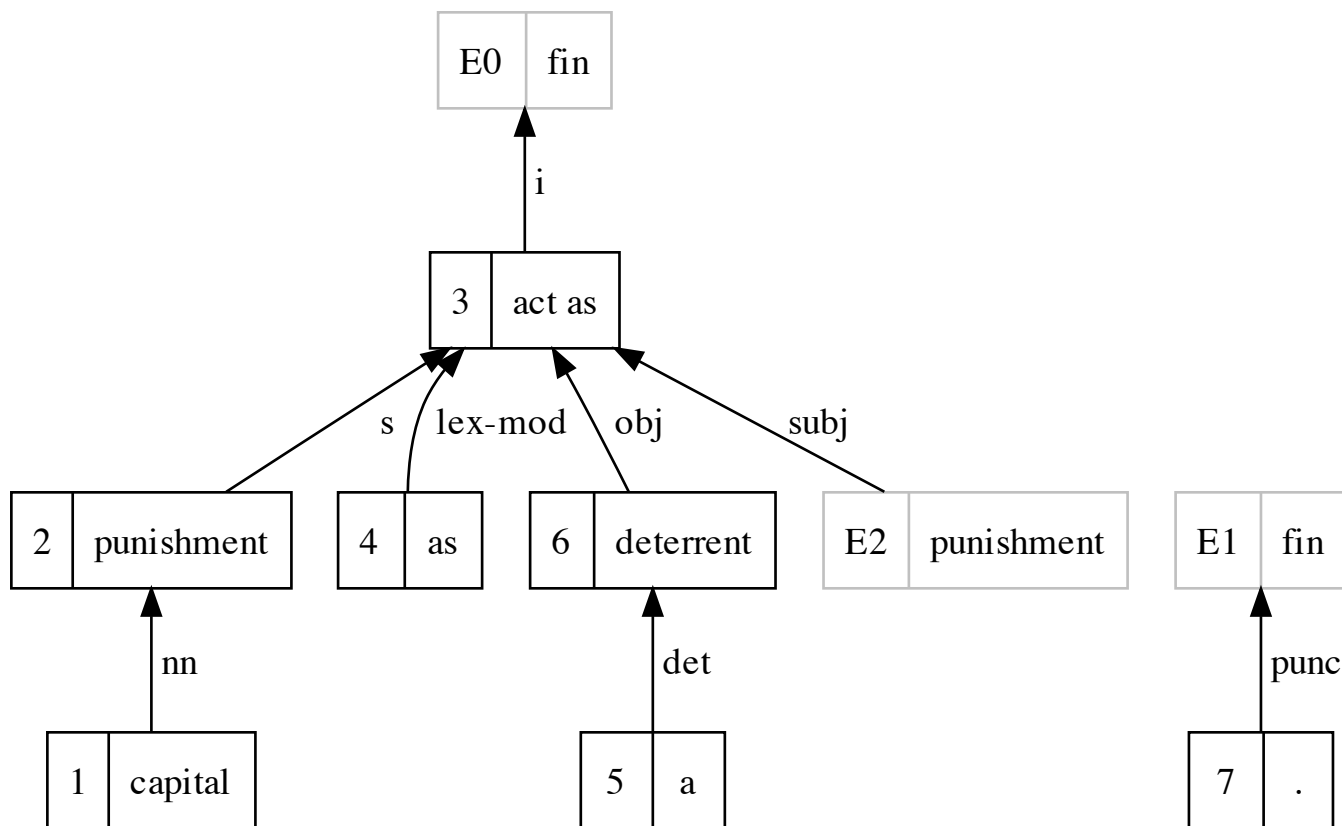 E0 fin
i
3 act as
s lex-mod obj subj
2 punishment 4 as 6 deterrent E2 punishment E1 fin
nn det punc
1 capital 5 a 7 .